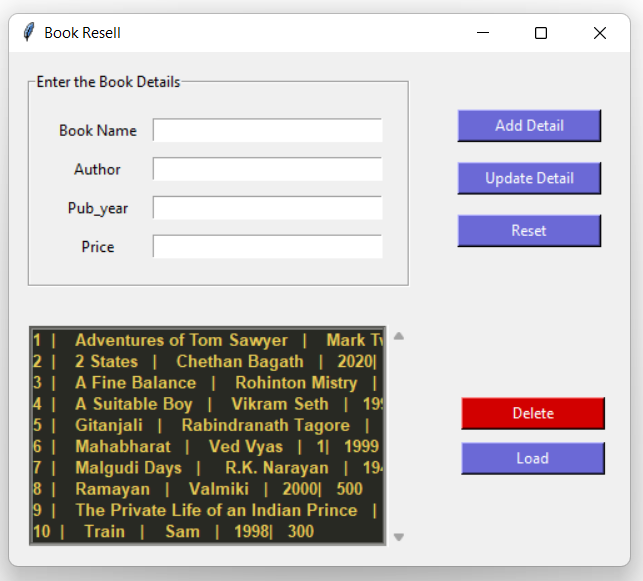 Book Resell
Enter the Book Details
Book Name
Author
Pub_year
Price
Add Detail
Update Detail
Reset
1 | Adventures of Tom Sawyer | Mark
2 | 2 States | Chethan Bagath | 2020|
3 | A Fine Balance | Rohinton Mistry |
4 | A Suitable Boy | Vikram Seth |
5 | Gitanjali | Rabindranath Tagore |
6 | Mahabharat | Ved Vyas | 1| 1999
7 | Malgudi Days | R.K. Narayan |
8 | Ramayan | Valmiki | 2000| 500
9 | The Private Life of an Indian Prince |
10 | Train | Sam | 1998| 300
Delete
Load